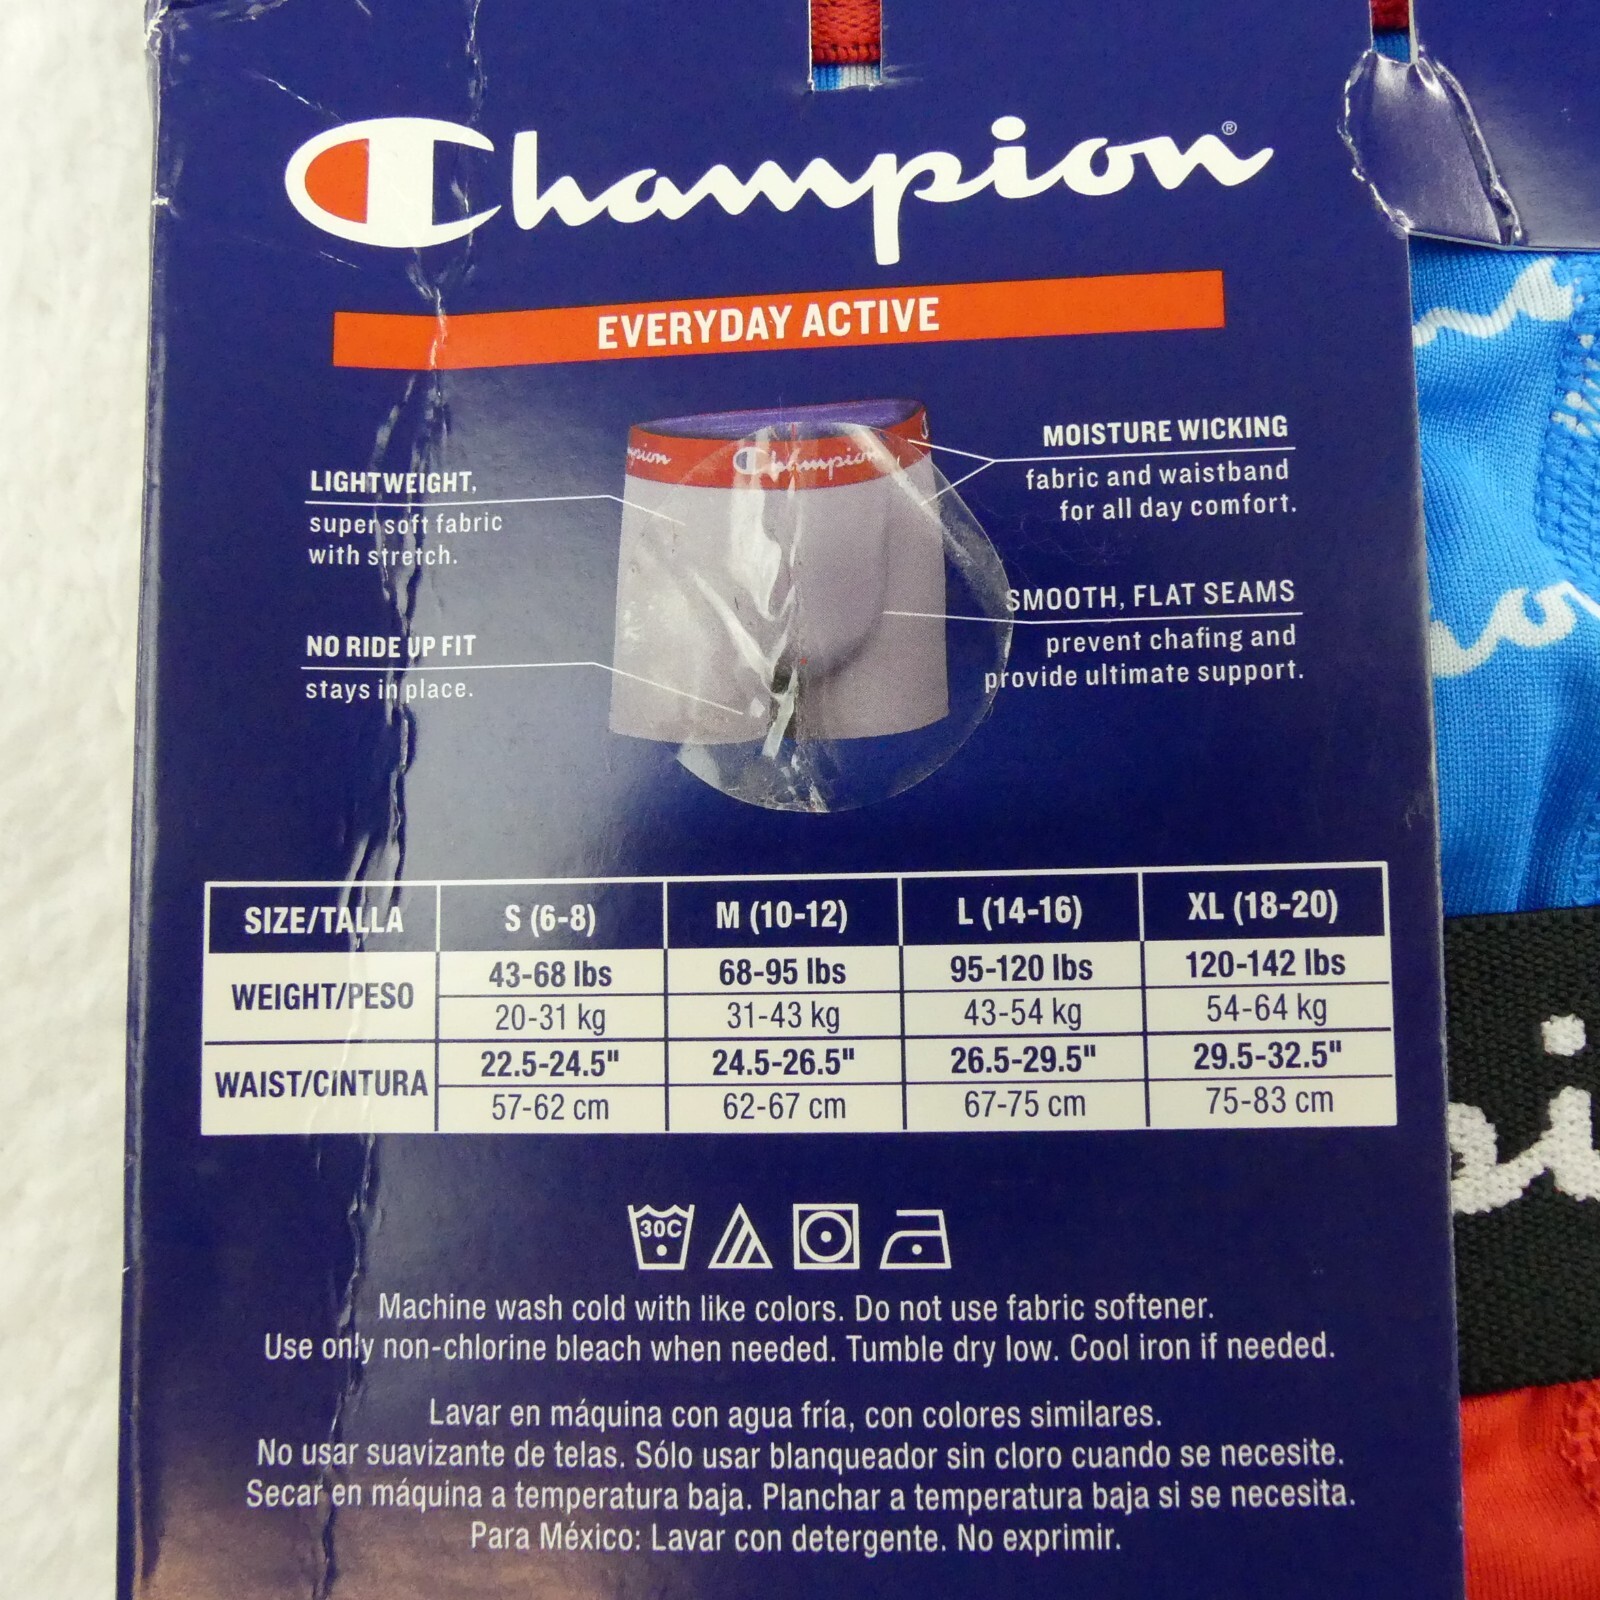 Champion®
EVERYDAY ACTIVE
LIGHTWEIGHT,
super soft fabric
with stretch.
NO RIDE UP FIT
stays in place.
pion Champion
MOISTURE WICKING
fabric and waistband
for all day comfort.
SMOOTH, FLAT SEAMS
prevent chafing and
provide ultimate support.
SIZE/TALLA S (6-8) M (10-12) L (14-16) XL (18-20)
WEIGHT/PESO 43-68 lbs 68-95 lbs 95-120 lbs 120-142 lbs
20-31 kg 31-43 kg 43-54 kg 54-64 kg
WAIST/CINTURA 22.5-24.5" 24.5-26.5" 26.5-29.5" 29.5-32.5"
57-62 cm 62-67 cm 67-75 cm 75-83 cm
30C
Machine wash cold with like colors. Do not use fabric softener.
Use only non-chlorine bleach when needed. Tumble dry low. Cool iron if needed.
Lavar en máquina con agua fría, con colores similares.
No usar suavizante de telas. Sólo usar blanqueador sin cloro cuando se necesite.
Secar en máquina a temperatura baja. Planchar a temperatura baja si se necesita.
Para México: Lavar con detergente. No exprimir.